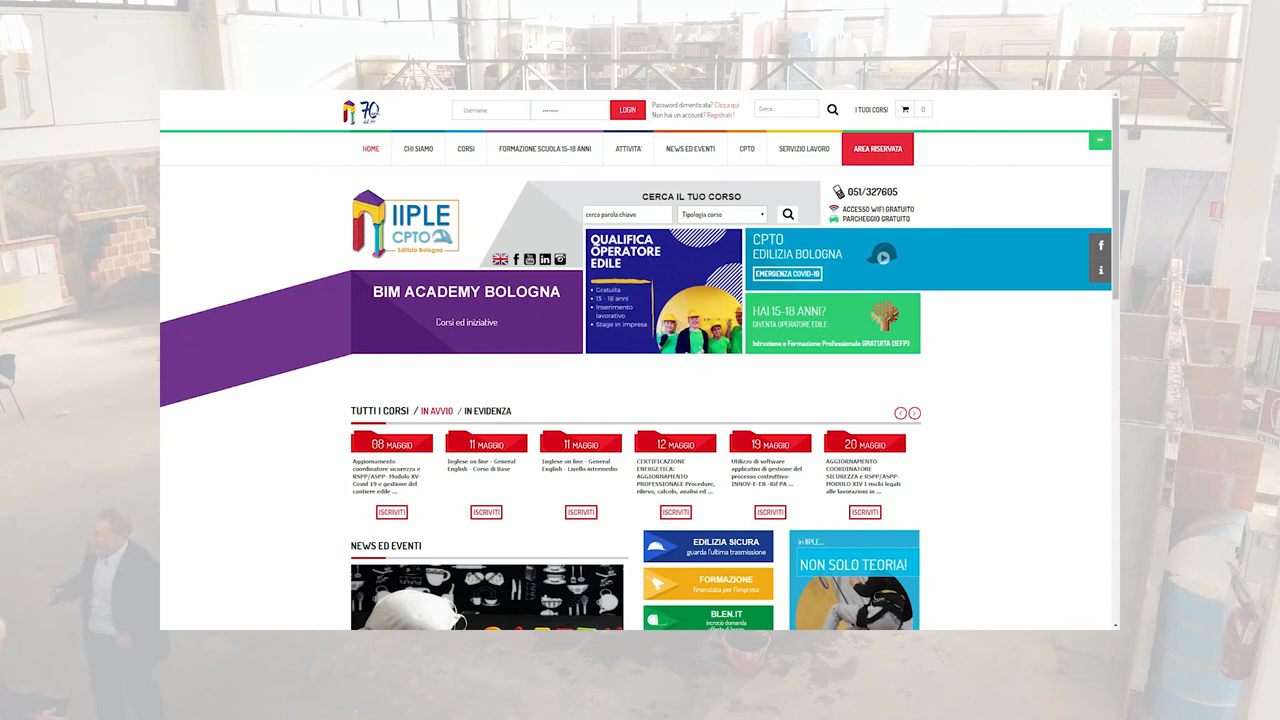 70
Username
LOGIN
Password dimenticata? Clicca qui
Non hai un account? Registrati !
Cerca..
I TUOI CORSI
0
HOME
CHI SIAMO
CORSI
FORMAZIONE SCUOLA 15-18 ANNI
ATTIVITA'
NEWS ED EVENTI
CPTO
SERVIZIO LAVORO
AREA RISERVATA
IIPLE
CPTO
Edilizia Bologna
CERCA IL TUO CORSO
cerca parola chiave
Tipologia corso
051/327605
ACCESSO WIFI GRATUITO
PARCHEGGIO GRATUITO
BIM ACADEMY BOLOGNA
Corsi ed iniziative
QUALIFICA
OPERATORE
EDILE
• Gratuita
• 15 - 18 anni
• Inserimento
lavorativo
• Stage in impresa
CPTO
EDILIZIA BOLOGNA
EMERGENZA COVID-19
HAI 15-18 ANNI?
DIVENTA OPERATORE EDILE
Istruzione e Formazione Professionale GRATUITA (IEFP)
TUTTI I CORSI / IN AVVIO / IN EVIDENZA
08 MAGGIO
Aggiornamento
coordinatore sicurezza e
RSPP/ASPP- Modulo XV-
Covid 19 e gestione del
cantiere edile ...
ISCRIVITI
11 MAGGIO
Inglese on line - General
English - Corso di Base
ISCRIVITI
11 MAGGIO
Inglese on line - General
English - Livello intermedio
ISCRIVITI
12 MAGGIO
CERTIFICAZIONE
ENERGETICA:
AGGIORNAMENTO
PROFESSIONALE Procedure,
rilievo, calcolo, analisi ed ...
ISCRIVITI
19 MAGGIO
Utilizzo di software
applicativi di gestione del
processo costruttivo-
INNOV-E-ER -Rif PA ...
ISCRIVITI
20 MAGGIO
AGGIORNAMENTO
COORDINATORE
SICUREZZA e RSPP/ASPP-
MODULO XIV I rischi legati
alle lavorazioni in ...
ISCRIVITI
NEWS ED EVENTI
EDILIZIA SICURA
guarda l'ultima trasmissione
FORMAZIONE
finanziata per l'impresa
BLEN.IT
incrocio domanda
in IIPLE...
NON SOLO TEORIA!